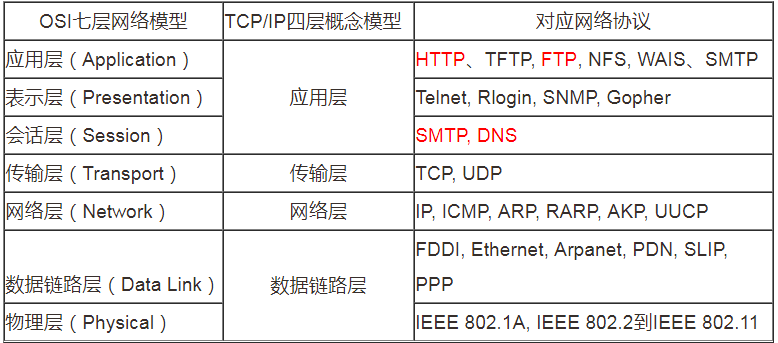 OSI七层网络模型 TCP/IP四层概念模型 对应网络协议
应用层（Application） 应用层 HTTP、TFTP, FTP, NFS, WAIS、SMTP
表示层（Presentation） Telnet, Rlogin, SNMP, Gopher
会话层（Session） SMTP, DNS
传输层（Transport） 传输层 TCP, UDP
网络层（Network） 网络层 IP, ICMP, ARP, RARP, AKP, UUCP
数据链路层（Data Link） 数据链路层 FDDI, Ethernet, Arpanet, PDN, SLIP,
PPP
物理层（Physical） IEEE 802.1A, IEEE 802.2到IEEE 802.11